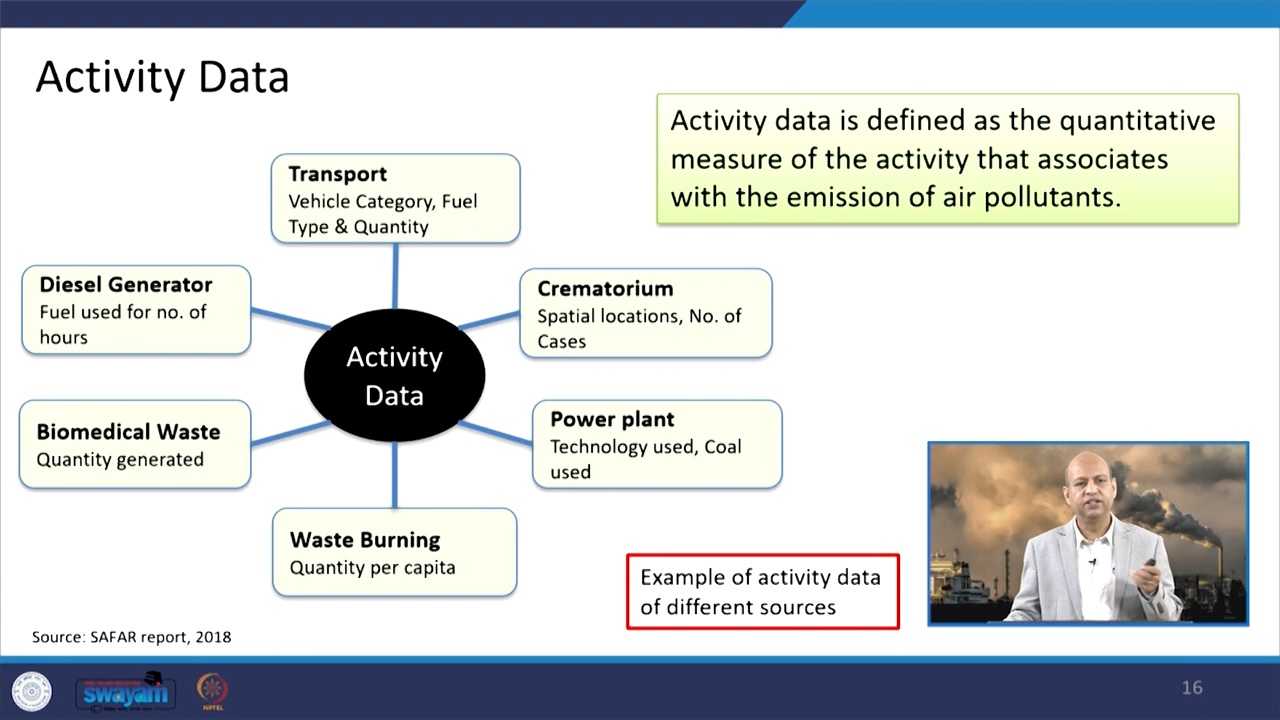 Activity Data
Activity data is defined as the quantitative
measure of the activity that associates
with the emission of air pollutants.
Transport
Vehicle Category, Fuel
Type & Quantity
Diesel Generator
Fuel used for no. of
hours
Crematorium
Spatial locations, No. of
Cases
Activity
Data
Biomedical Waste
Quantity generated
Power plant
Technology used, Coal
used
Waste Burning
Quantity per capita
Example of activity data
of different sources
Source: SAFAR report, 2018
swayam
NPTEL
16